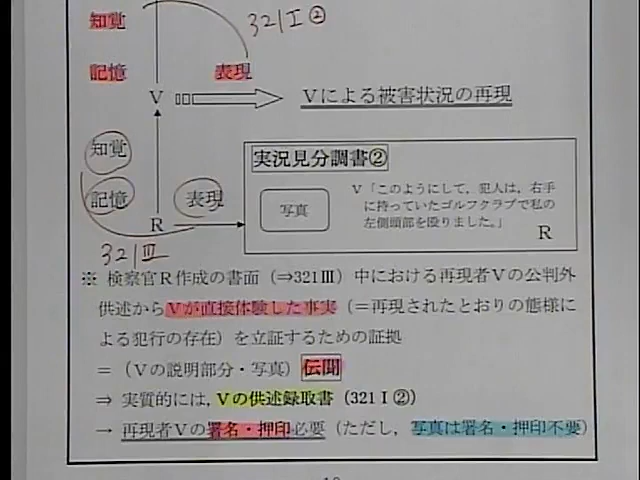 知覚
321Ⅰ②
記憶 表現
V Vによる被害状況の再現
知覚
実況見分調書②
記憶 表現
写真
V「このようにして，犯人は，右手
に持っていたゴルフクラブで私の
左側頭部を殴りました。」
R
R
321Ⅲ
※ 検察官R作成の書面（⇒321Ⅲ）中における再現者Vの公判外
供述からVが直接体験した事実（＝再現されたとおりの態様に
よる犯行の存在）を立証するための証拠
＝（Vの説明部分・写真）伝聞
⇒ 実質的には，Vの供述録取書（321Ⅰ②）
→ 再現者Vの署名・押印必要（ただし，写真は署名・押印不要）